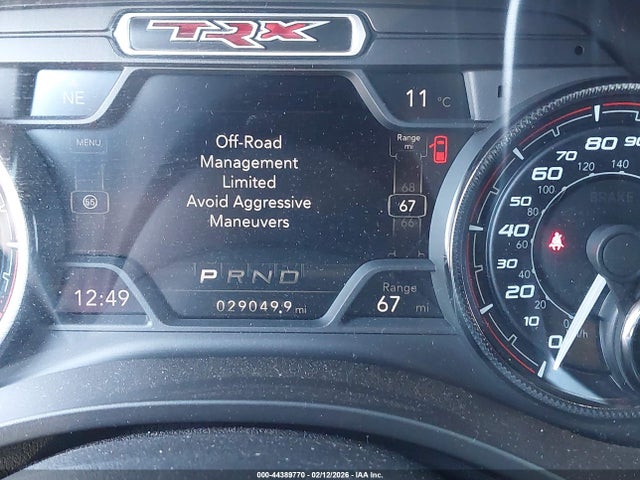 TRX
NE
11 °C
MENU
55
Off-Road
Management
Limited
Avoid Aggressive
Maneuvers
Range
mi
68
67
66
P R N D
12:49
029049.9 mi
Range
67 mi
0
10
20
30
40
50
60
70
80
90
20
40
60
80
100
120
140
BRAKE
000-44389770 - 02/12/2026 - IAA Inc.